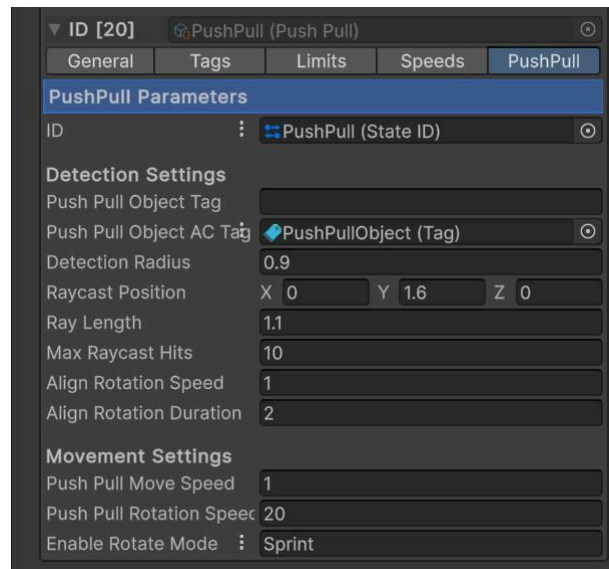 ID [20] PushPull (Push Pull)
General Tags Limits Speeds PushPull
PushPull Parameters
ID PushPull (State ID)
Detection Settings
Push Pull Object Tag
Push Pull Object AC Tag PushPullObject (Tag)
Detection Radius 0.9
Raycast Position X 0 Y 1.6 Z 0
Ray Length 1.1
Max Raycast Hits 10
Align Rotation Speed 1
Align Rotation Duration 2
Movement Settings
Push Pull Move Speed 1
Push Pull Rotation Speec 20
Enable Rotate Mode Sprint